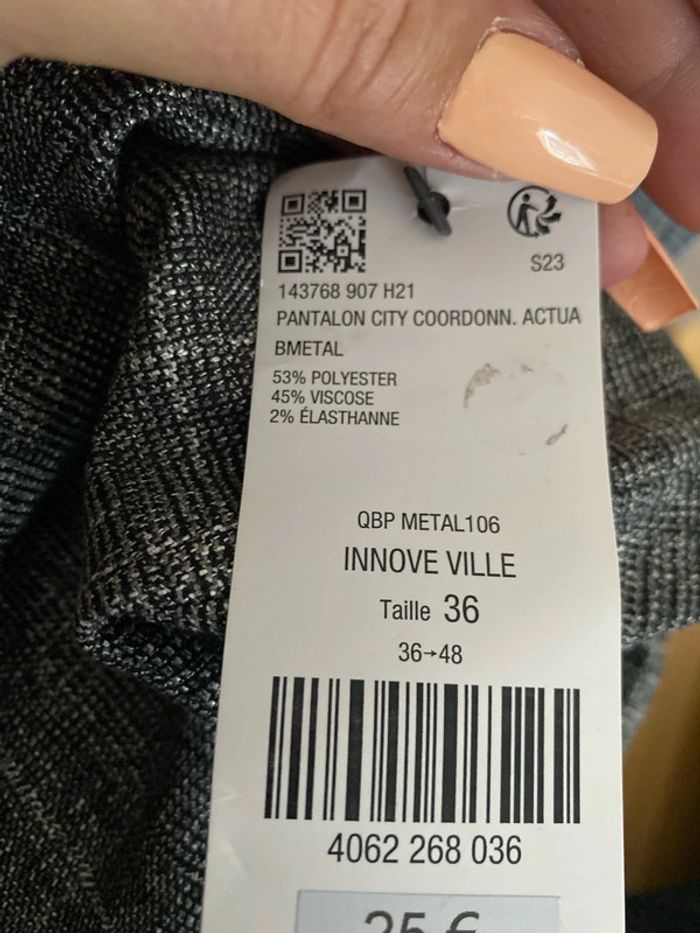 S23
143768 907 H21
PANTALON CITY COORDONN. ACTUA
BMETAL
53% POLYESTER
45% VISCOSE
2% ÉLASTHANNE
QBP METAL106
INNOVE VILLE
Taille 36
36→48
4062 268 036
25 €